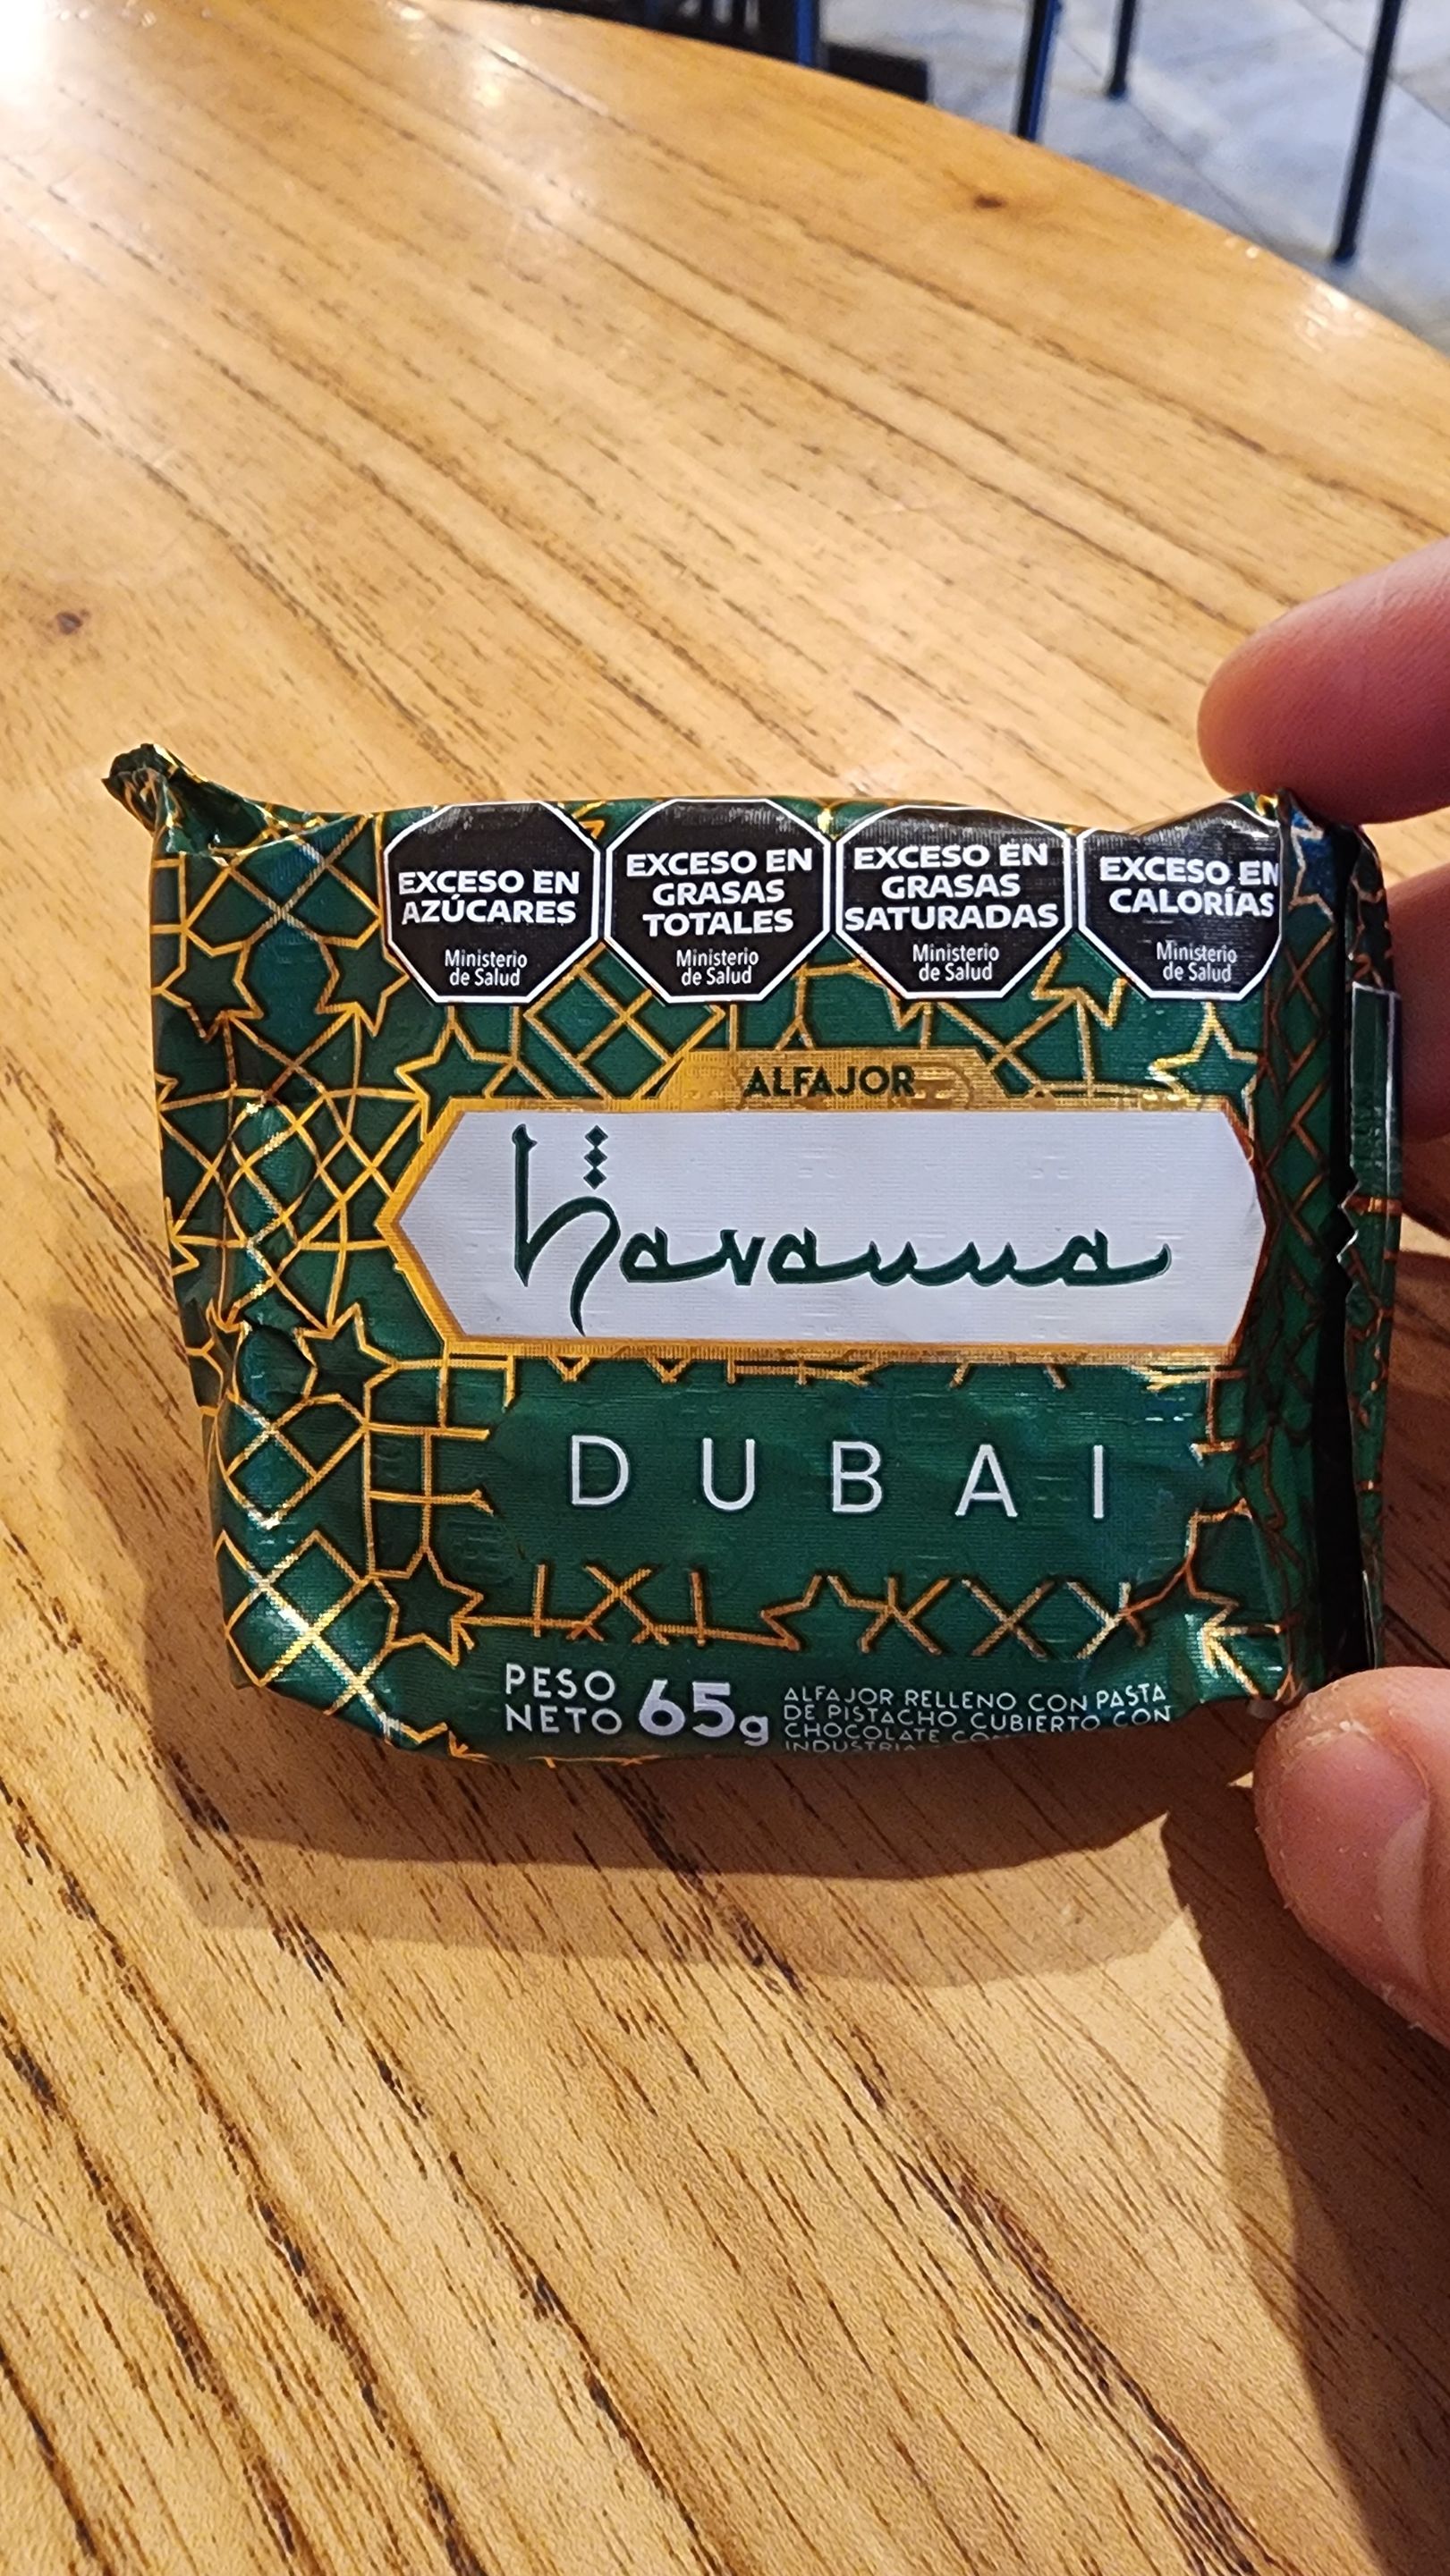 EXCESO EN
AZÚCARES
Ministerio
de Salud
EXCESO EN
GRASAS
TOTALES
Ministerio
de Salud
EXCESO EN
GRASAS
SATURADAS
Ministerio
de Salud
EXCESO EN
CALORÍAS
Ministerio
de Salud
ALFAJOR
havanna
DUBAI
PESO
NETO 65g
ALFAJOR RELLENO CON PASTA
DE PISTACHO CUBIERTO CON
CHOCOLATE